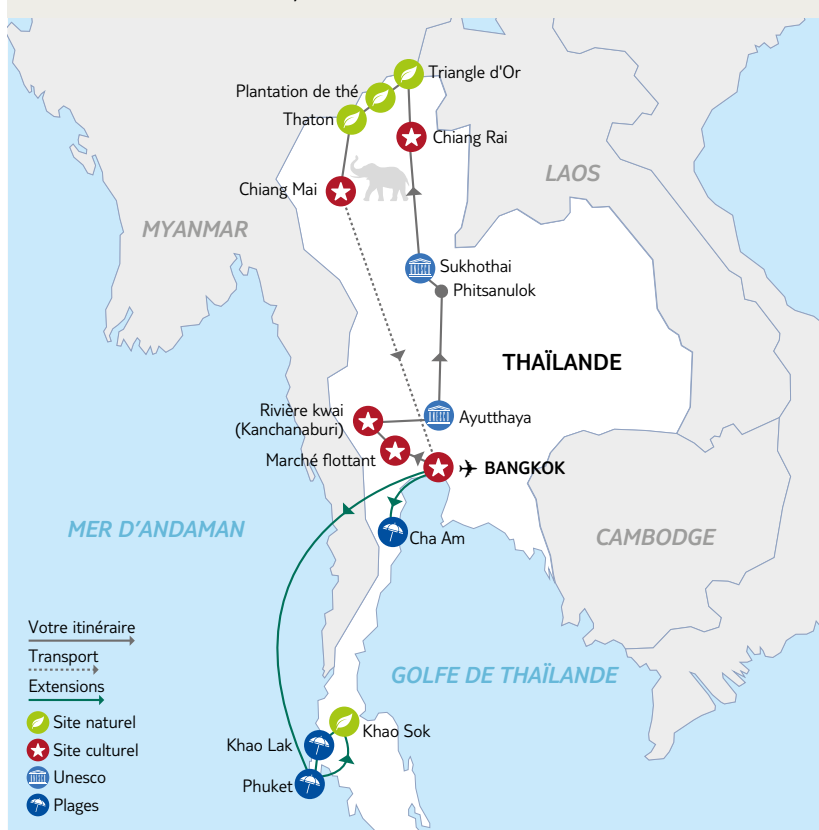 Triangle d'Or
Plantation de thé
Thaton
Chiang Rai
Chiang Mai
LAOS
MYANMAR
Sukhothai
Phitsanulok
THAÏLANDE
Rivière kwai
(Kanchanaburi)
Ayutthaya
Marché flottant
BANGKOK
MER D'ANDAMAN
Cha Am
CAMBODGE
GOLFE DE THAÏLANDE
Votre itinéraire
Transport
Extensions
Site naturel
Site culturel
Unesco
Plages
Khao Sok
Khao Lak
Phuket